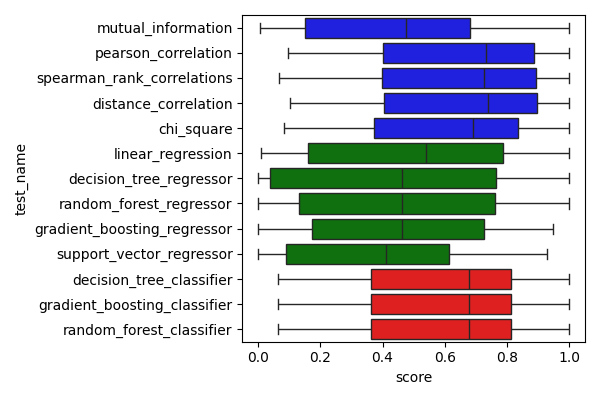 mutual_information
pearson_correlation
spearman_rank_correlations
distance_correlation
chi_square
linear_regression
decision_tree_regressor
random_forest_regressor
gradient_boosting_regressor
support_vector_regressor
decision_tree_classifier
gradient_boosting_classifier
random_forest_classifier
test_name
0.0 0.2 0.4 0.6 0.8 1.0
score